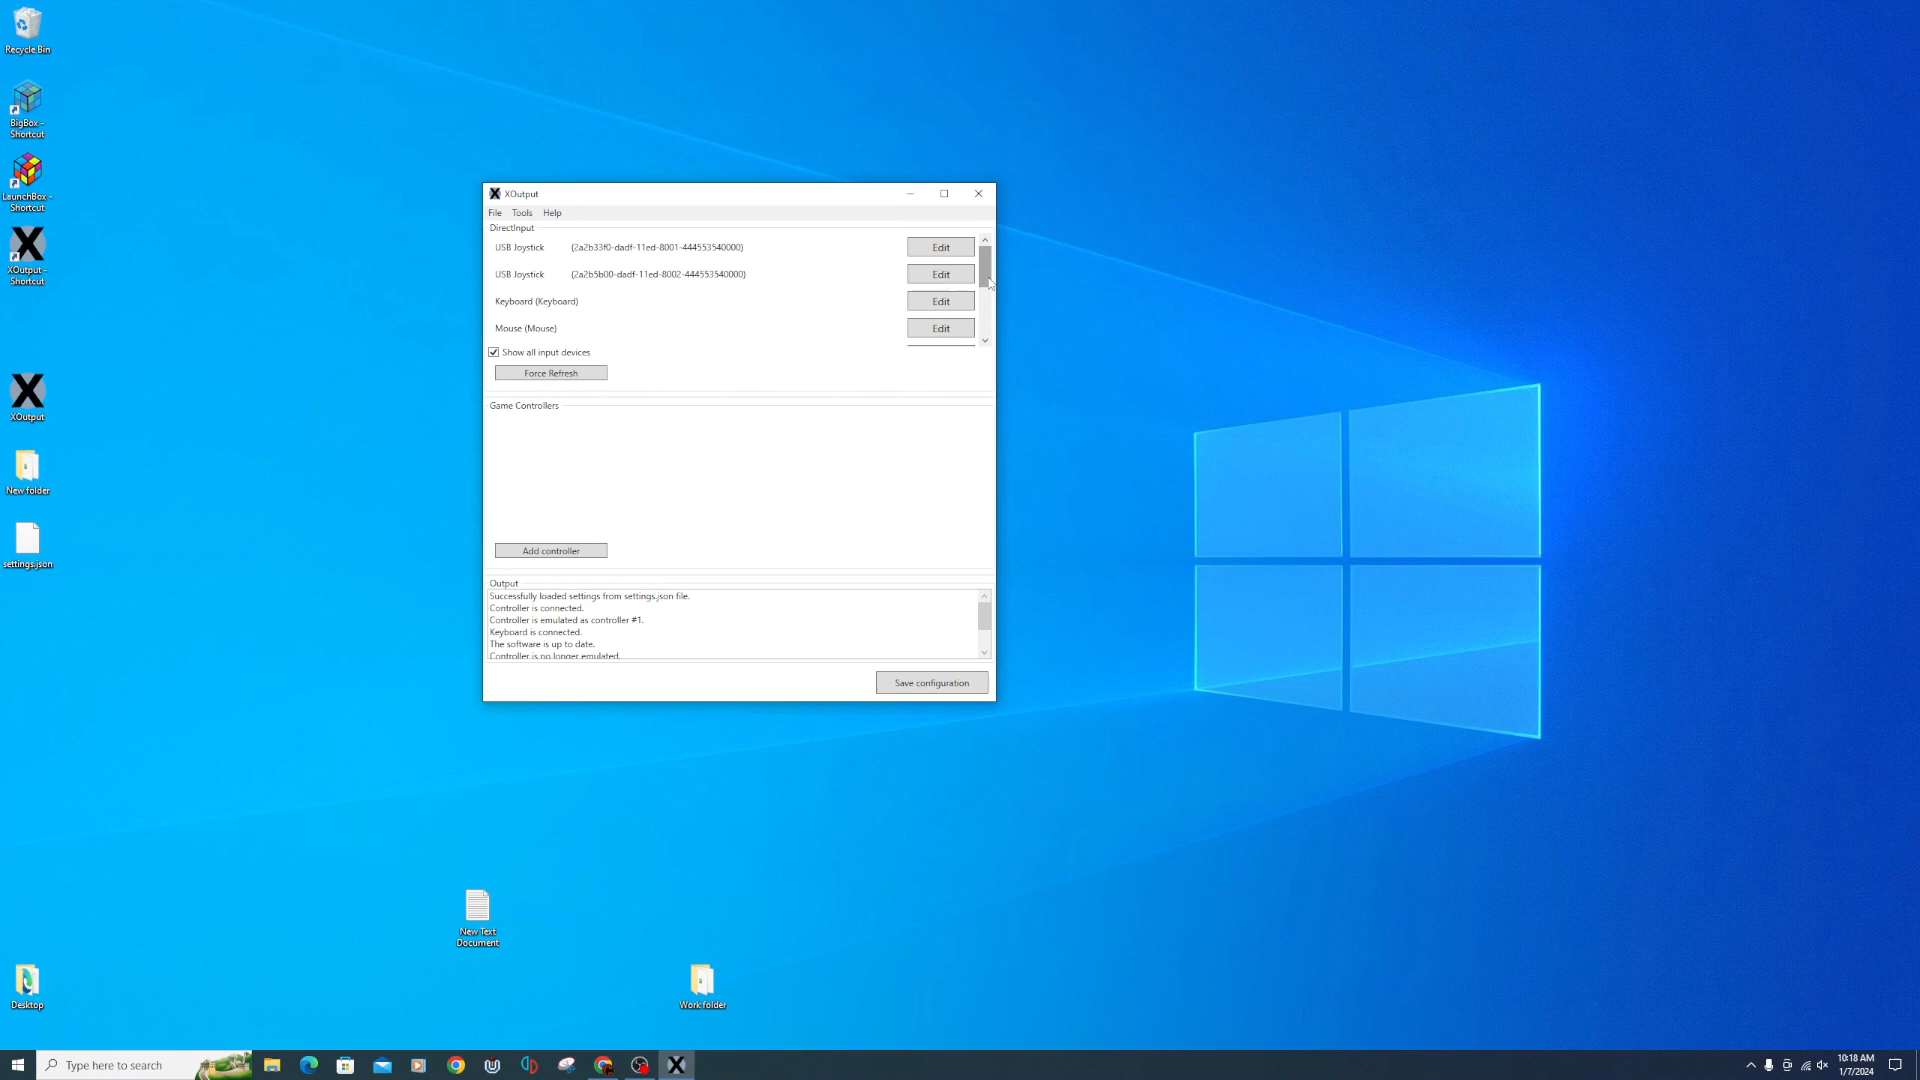 Recycle Bin
BigBox -
Shortcut
LaunchBox -
Shortcut
XOutput -
Shortcut
XOutput
New folder
settings.json
Desktop
New Text
Document
Work folder
XOutput
File Tools Help
DirectInput
USB Joystick (2a2b33f0-dadf-11ed-8001-444553540000) Edit
USB Joystick (2a2b5b00-dadf-11ed-8002-444553540000) Edit
Keyboard (Keyboard) Edit
Mouse (Mouse) Edit
Show all input devices
Force Refresh
Game Controllers
Add controller
Output
Successfully loaded settings from settings.json file.
Controller is connected.
Controller is emulated as controller #1.
Keyboard is connected.
The software is up to date.
Controller is no longer emulated.
Save configuration
Type here to search
10:18 AM
1/7/2024